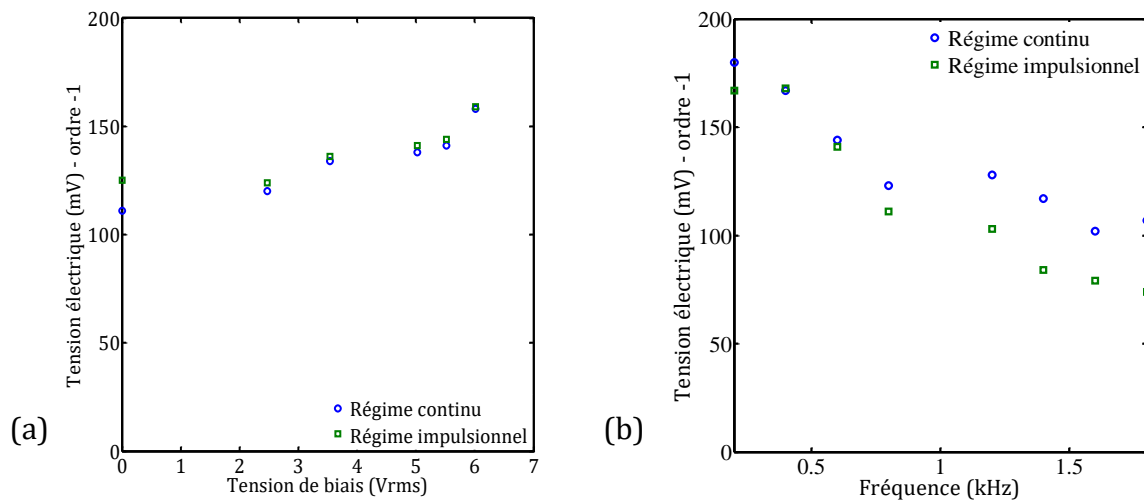 Tension électrique (mV) - ordre -1
200
150
100
50
0
0 1 2 3 4 5 6 7
Tension de biais (Vrms)
Régime continu
Régime impulsionnel
(a)
Tension électrique (mV) - ordre -1
200
150
100
50
0
0.5 1 1.5
Fréquence (kHz)
Régime continu
Régime impulsionnel
(b)